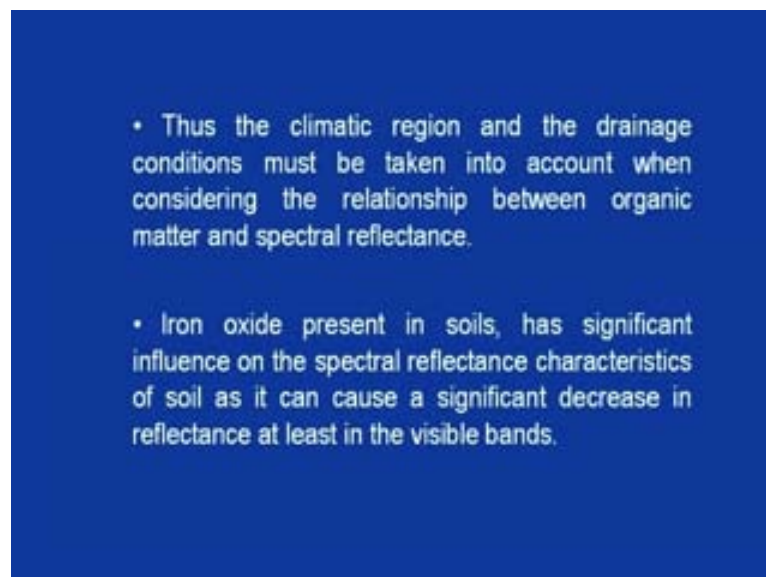 • Thus the climatic region and the drainage
conditions must be taken into account when
considering the relationship between organic
matter and spectral reflectance.
• Iron oxide present in soils, has significant
influence on the spectral reflectance characteristics
of soil as it can cause a significant decrease in
reflectance at least in the visible bands.